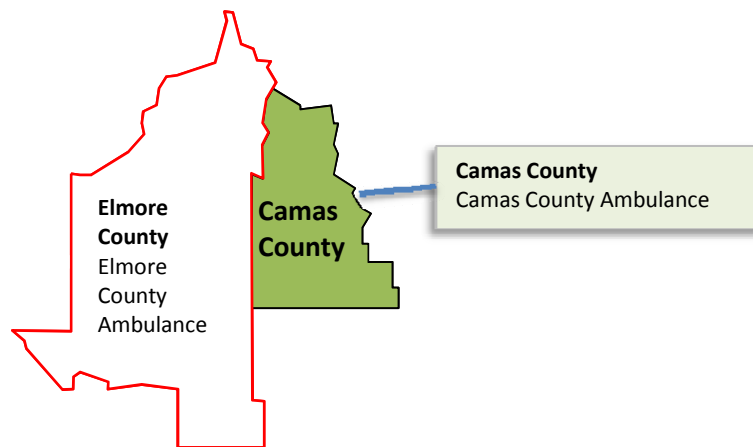 Elmore
County
Elmore
County
Ambulance
Camas
County
Camas County
Camas County Ambulance